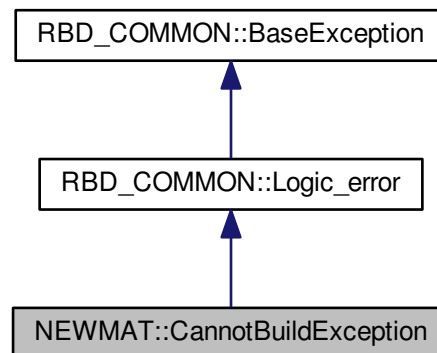 RBD_COMMON::BaseException
RBD_COMMON::Logic_error
NEWMAT::CannotBuildException